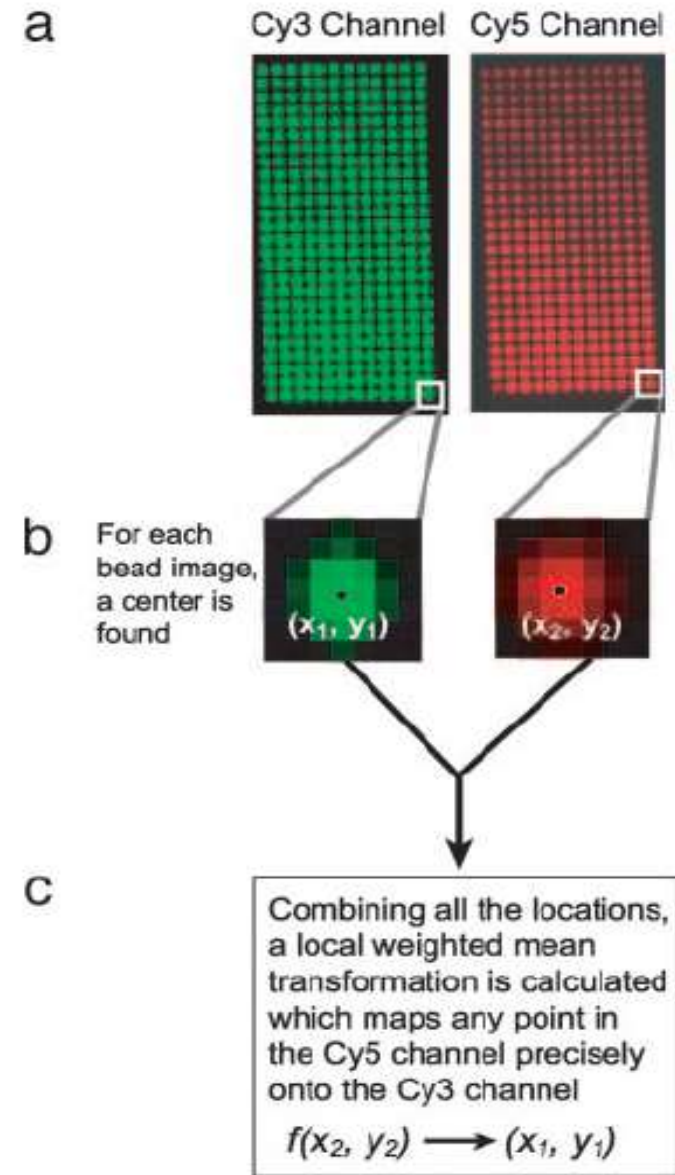 a
Cy3 Channel
Cy5 Channel
b
For each
bead image,
a center is
found
(x₁, y₁)
(x₂, y₂)
c
Combining all the locations,
a local weighted mean
transformation is calculated
which maps any point in
the Cy5 channel precisely
onto the Cy3 channel
f(x₂, y₂) ⟶ (x₁, y₁)